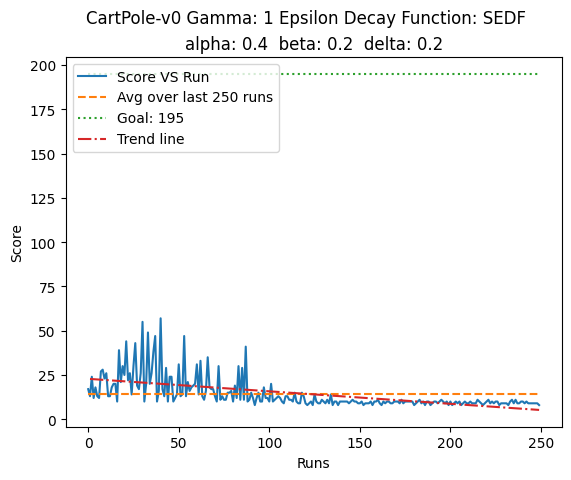 CartPole-v0 Gamma: 1 Epsilon Decay Function: SEDF
alpha: 0.4  beta: 0.2  delta: 0.2
Score VS Run
Avg over last 250 runs
Goal: 195
Trend line
Score
200
175
150
125
100
75
50
25
0
0 50 100 150 200 250
Runs